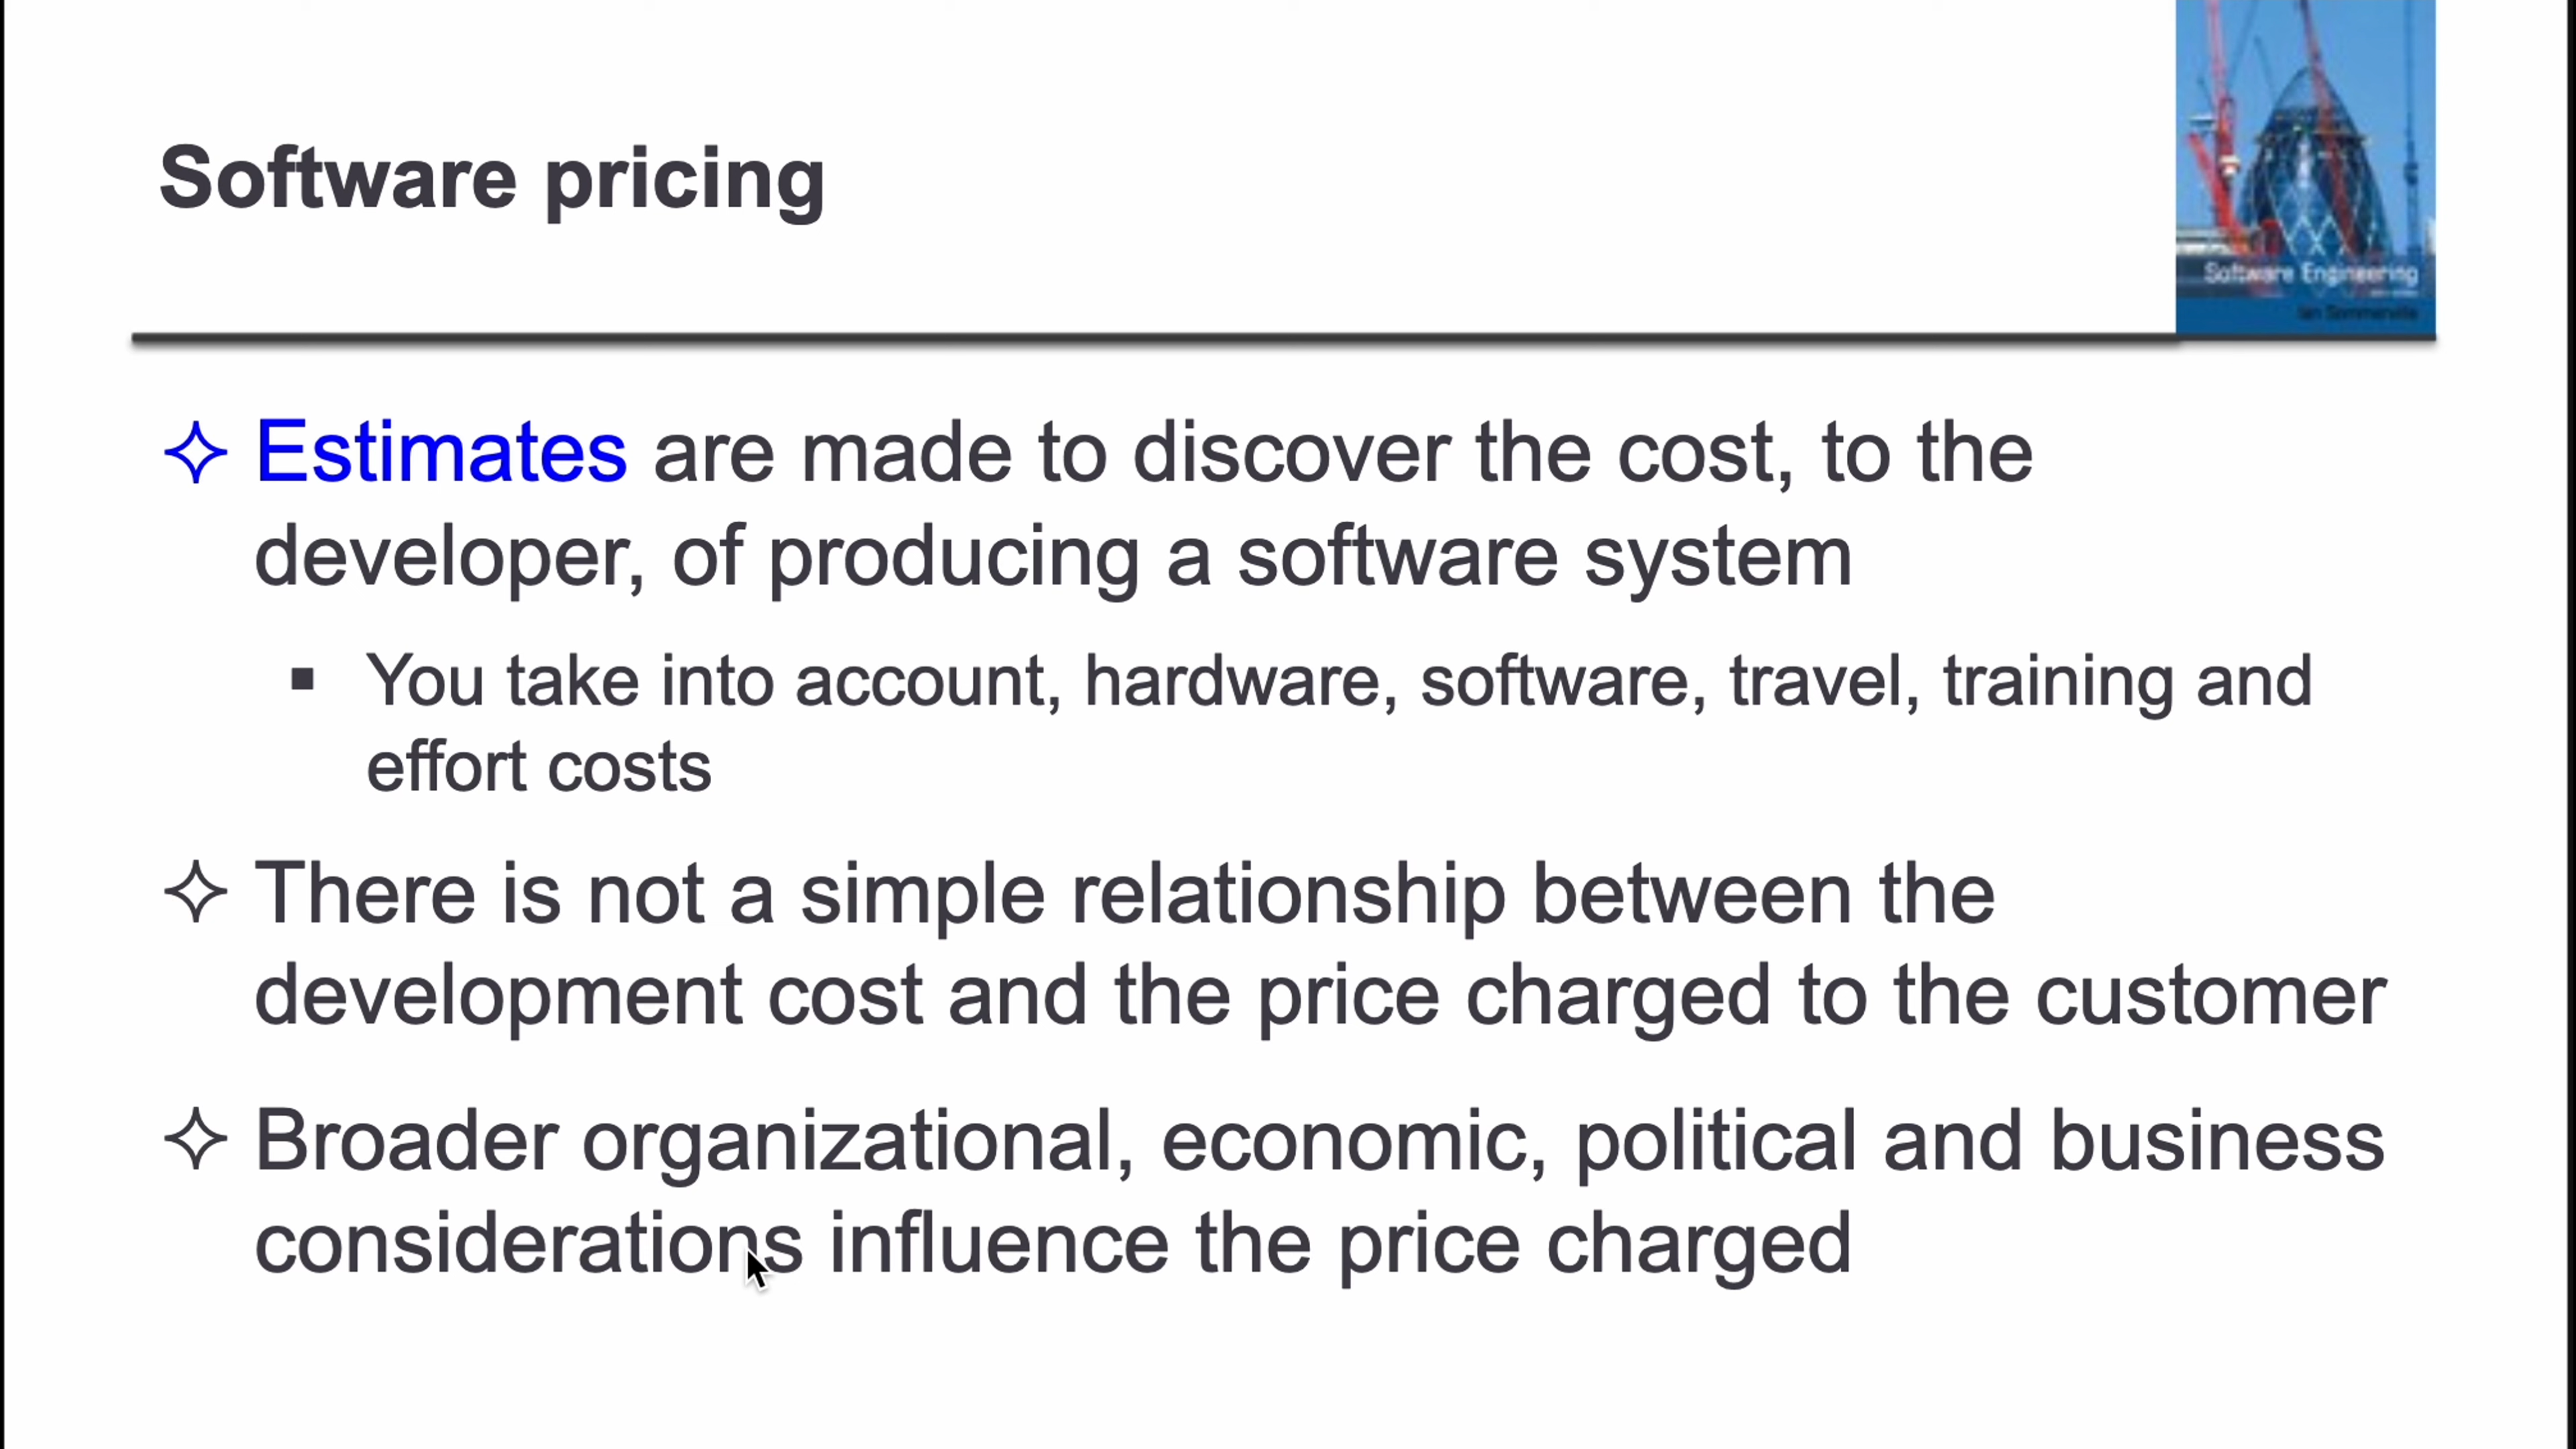 Software pricing
Software Engineering
Ian Sommerville
✧ Estimates are made to discover the cost, to the
developer, of producing a software system
▪ You take into account, hardware, software, travel, training and
effort costs
✧ There is not a simple relationship between the
development cost and the price charged to the customer
✧ Broader organizational, economic, political and business
considerations influence the price charged